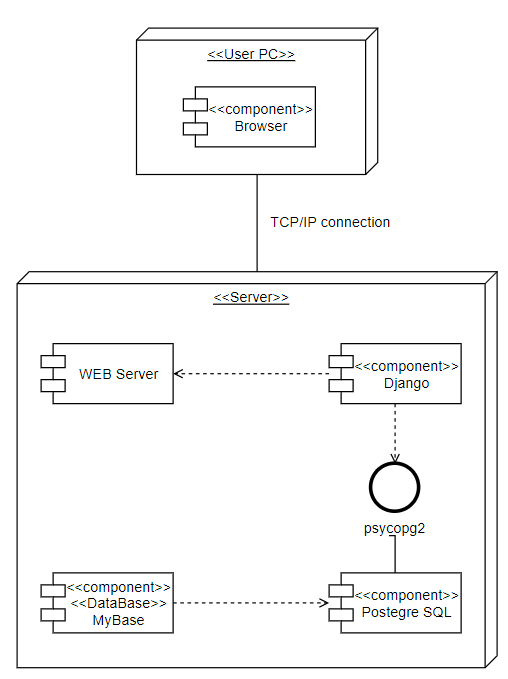 <<User PC>>
<<component>>
Browser
TCP/IP connection
<<Server>>
WEB Server
<<component>>
Django
psycopg2
<<component>>
<<DataBase>>
MyBase
<<component>>
Postegre SQL